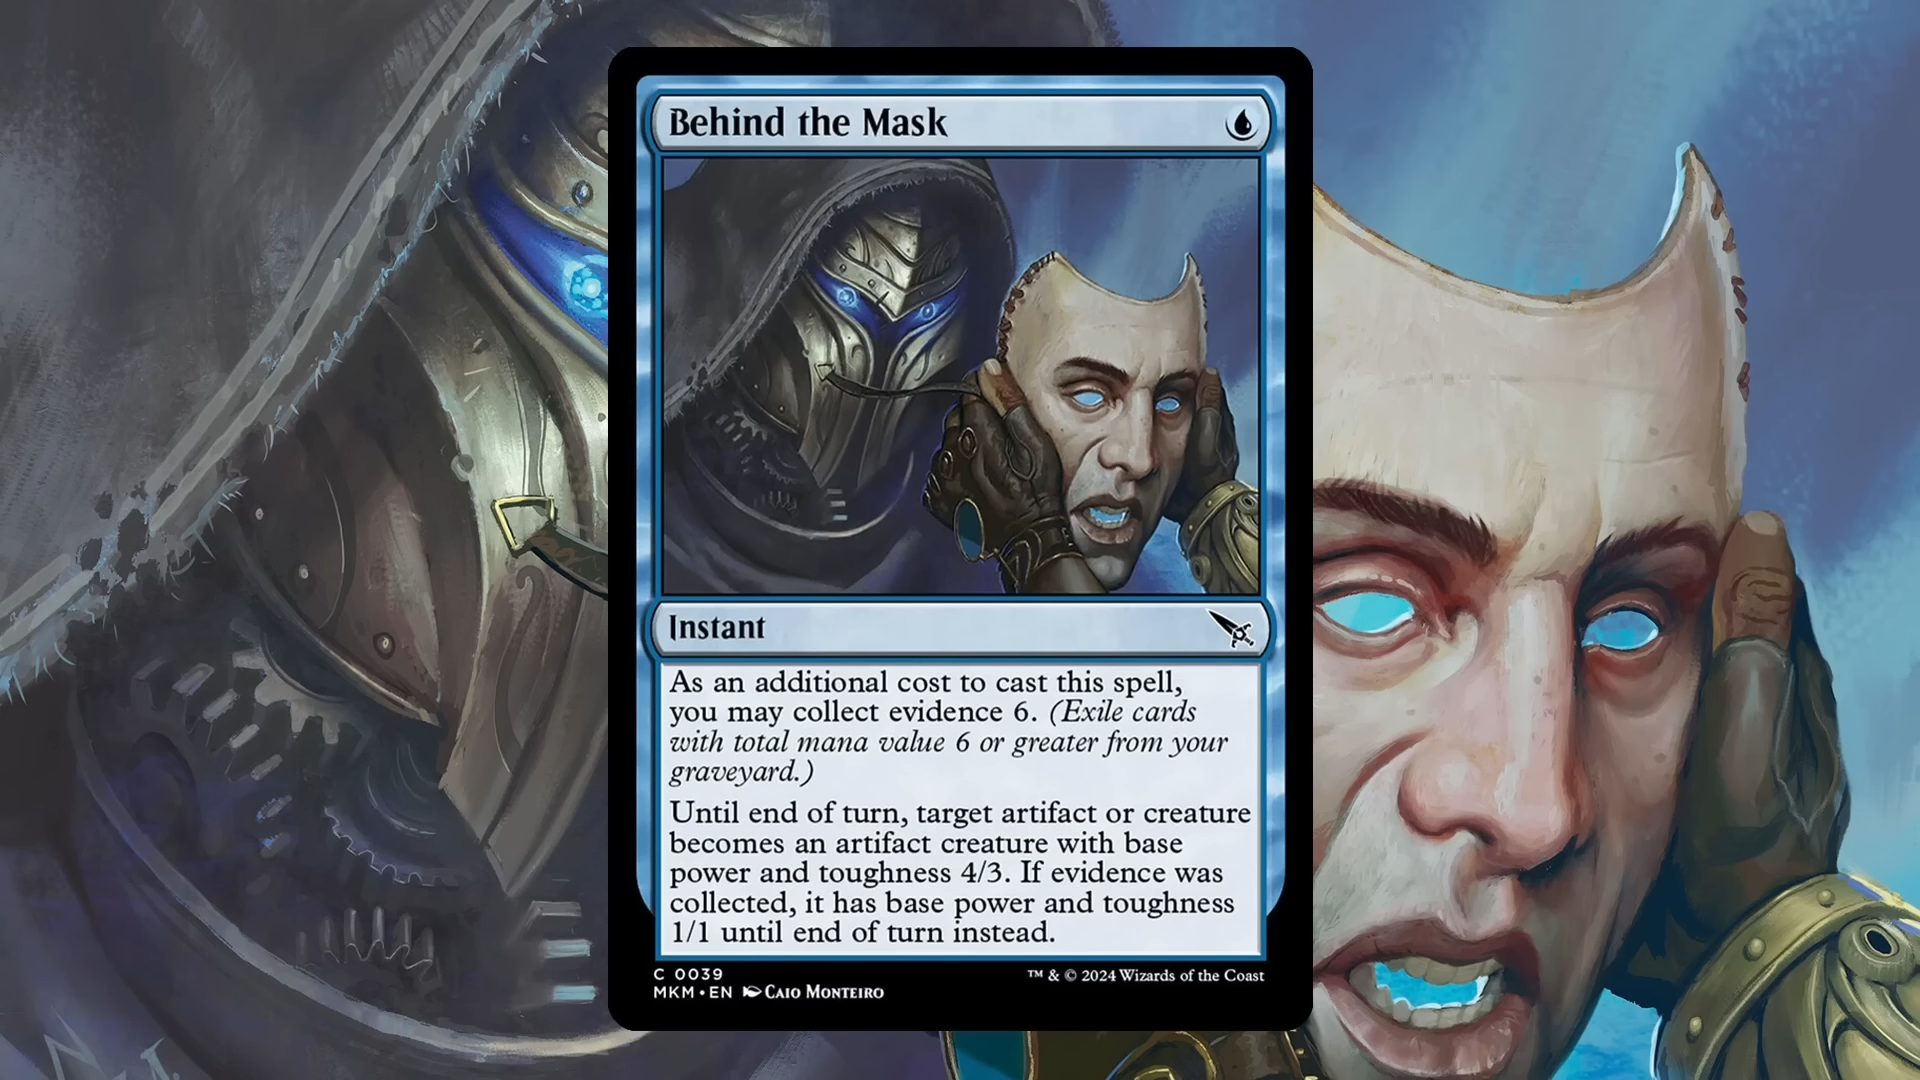 Behind the Mask
Instant
As an additional cost to cast this spell,
you may collect evidence 6. (Exile cards
with total mana value 6 or greater from your
graveyard.)
Until end of turn, target artifact or creature
becomes an artifact creature with base
power and toughness 4/3. If evidence was
collected, it has base power and toughness
1/1 until end of turn instead.
C 0039
™ & © 2024 Wizards of the Coast
MKM • EN Caio Monteiro